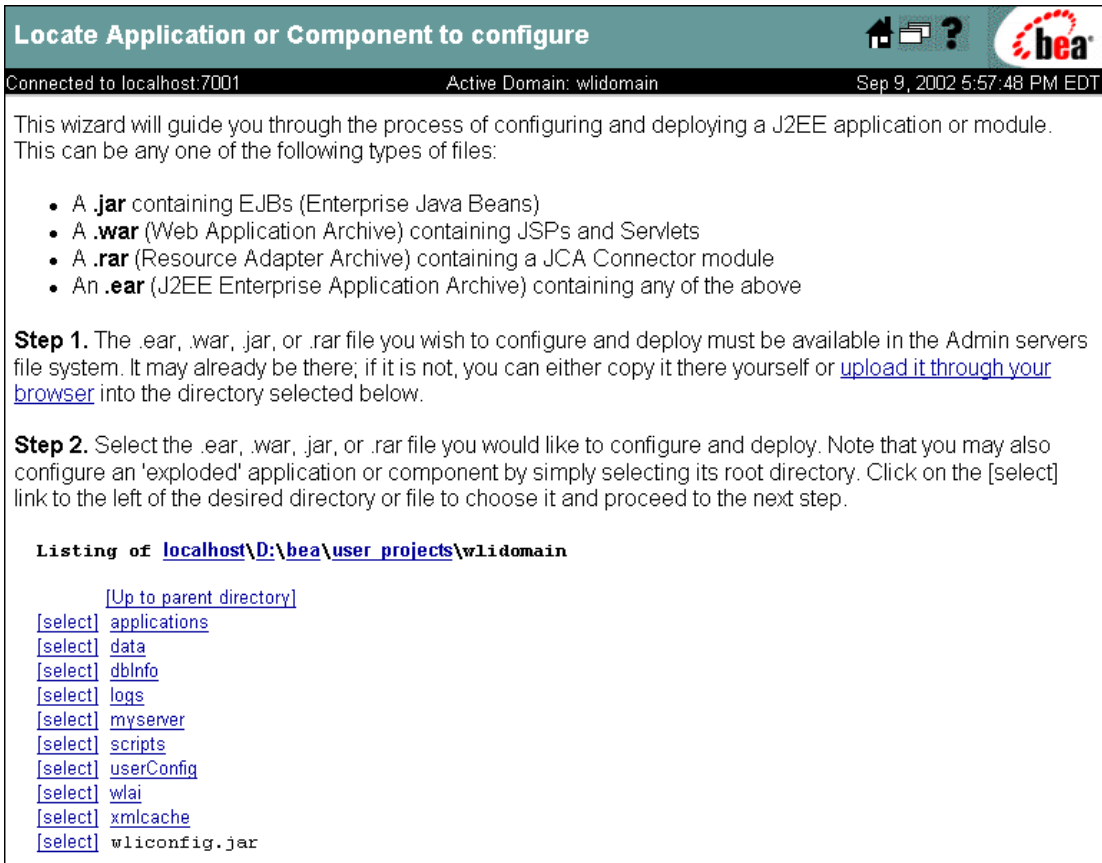 Locate Application or Component to configure
bea
Connected to localhost:7001 Active Domain: wlidomain Sep 9, 2002 5:57:48 PM EDT
This wizard will guide you through the process of configuring and deploying a J2EE application or module.
This can be any one of the following types of files:
• A .jar containing EJBs (Enterprise Java Beans)
• A .war (Web Application Archive) containing JSPs and Servlets
• A .rar (Resource Adapter Archive) containing a JCA Connector module
• An .ear (J2EE Enterprise Application Archive) containing any of the above
Step 1. The .ear, .war, .jar, or .rar file you wish to configure and deploy must be available in the Admin servers
file system. It may already be there; if it is not, you can either copy it there yourself or upload it through your
browser into the directory selected below.
Step 2. Select the .ear, .war, .jar, or .rar file you would like to configure and deploy. Note that you may also
configure an 'exploded' application or component by simply selecting its root directory. Click on the [select]
link to the left of the desired directory or file to choose it and proceed to the next step.
Listing of localhost\D:\bea\user_projects\wlidomain
[Up to parent directory]
[select] applications
[select] data
[select] dbInfo
[select] logs
[select] myserver
[select] scripts
[select] userConfig
[select] wlai
[select] xmlcache
[select] wliconfig.jar